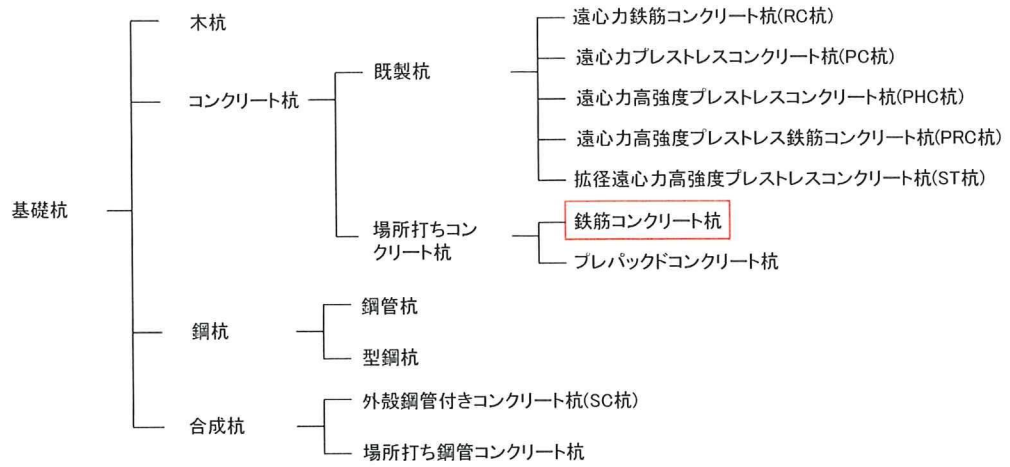 木杭
コンクリート杭
既製杭
遠心力鉄筋コンクリート杭(RC杭)
遠心力プレストレスコンクリート杭(PC杭)
遠心力高強度プレストレスコンクリート杭(PHC杭)
遠心力高強度プレストレス鉄筋コンクリート杭(PRC杭)
拡径遠心力高強度プレストレスコンクリート杭(ST杭)
基礎杭
場所打ちコン
クリート杭
鉄筋コンクリート杭
プレパックドコンクリート杭
鋼杭
鋼管杭
型鋼杭
合成杭
外殻鋼管付きコンクリート杭(SC杭)
場所打ち鋼管コンクリート杭